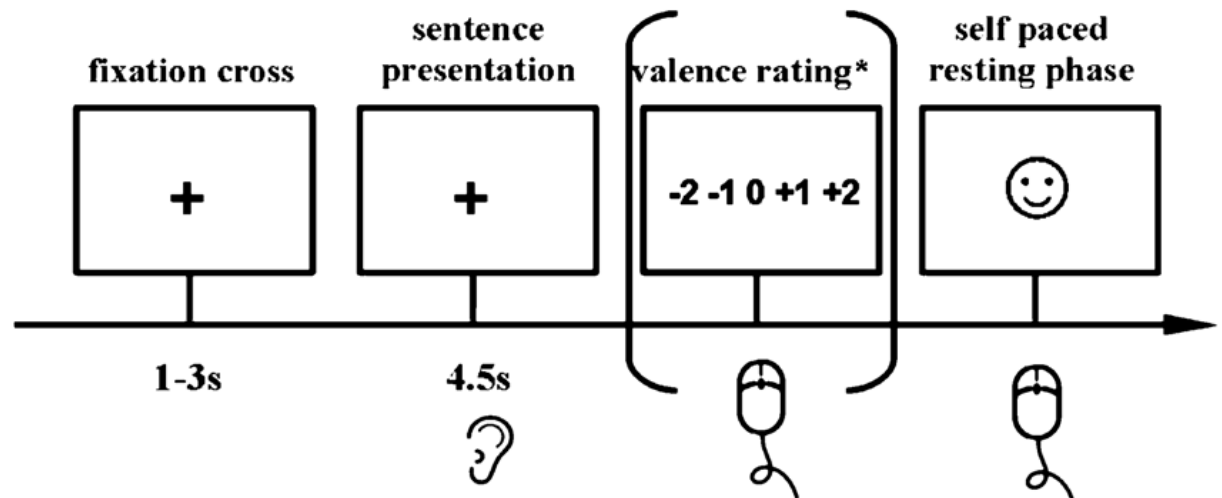 fixation cross
sentence
presentation
valence rating*
self paced
resting phase
+
+
-2 -1 0 +1 +2
1-3s
4.5s